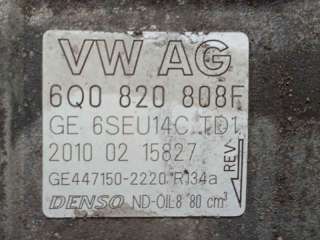 VW AG
6Q0 820 808F
GE 6SEU14C TD1
2010 02 15827
GE447150-2220 R134a
DENSO ND-OIL8 80 cm³
REV